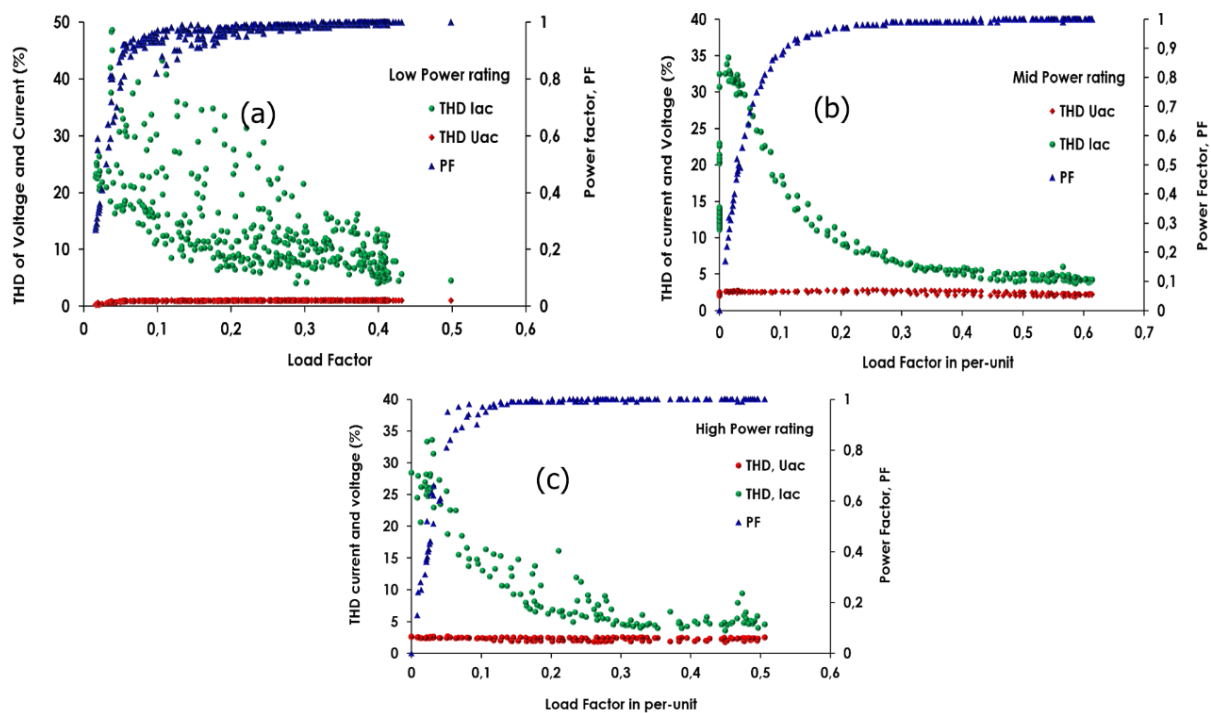 THD of Voltage and Current (%)
50
40
30
20
10
0
0
0,1
0,2
0,3
0,4
0,5
0,6
Load Factor
1
0,8
0,6
0,4
0,2
0
Power factor, PF
Low Power rating
THD Iac
THD Uac
PF
(a)
THD of current and Voltage (%)
40
35
30
25
20
15
10
5
0
0
0,1
0,2
0,3
0,4
0,5
0,6
0,7
Load Factor in per-unit
1
0,9
0,8
0,7
0,6
0,5
0,4
0,3
0,2
0,1
0
Power Factor, PF
Mid Power rating
THD Uac
THD Iac
PF
(b)
THD current and voltage (%)
40
35
30
25
20
15
10
5
0
0
0,1
0,2
0,3
0,4
0,5
0,6
Load Factor in per-unit
1
0,8
0,6
0,4
0,2
0
Power Factor, PF
High Power rating
THD, Uac
THD, Iac
PF
(c)